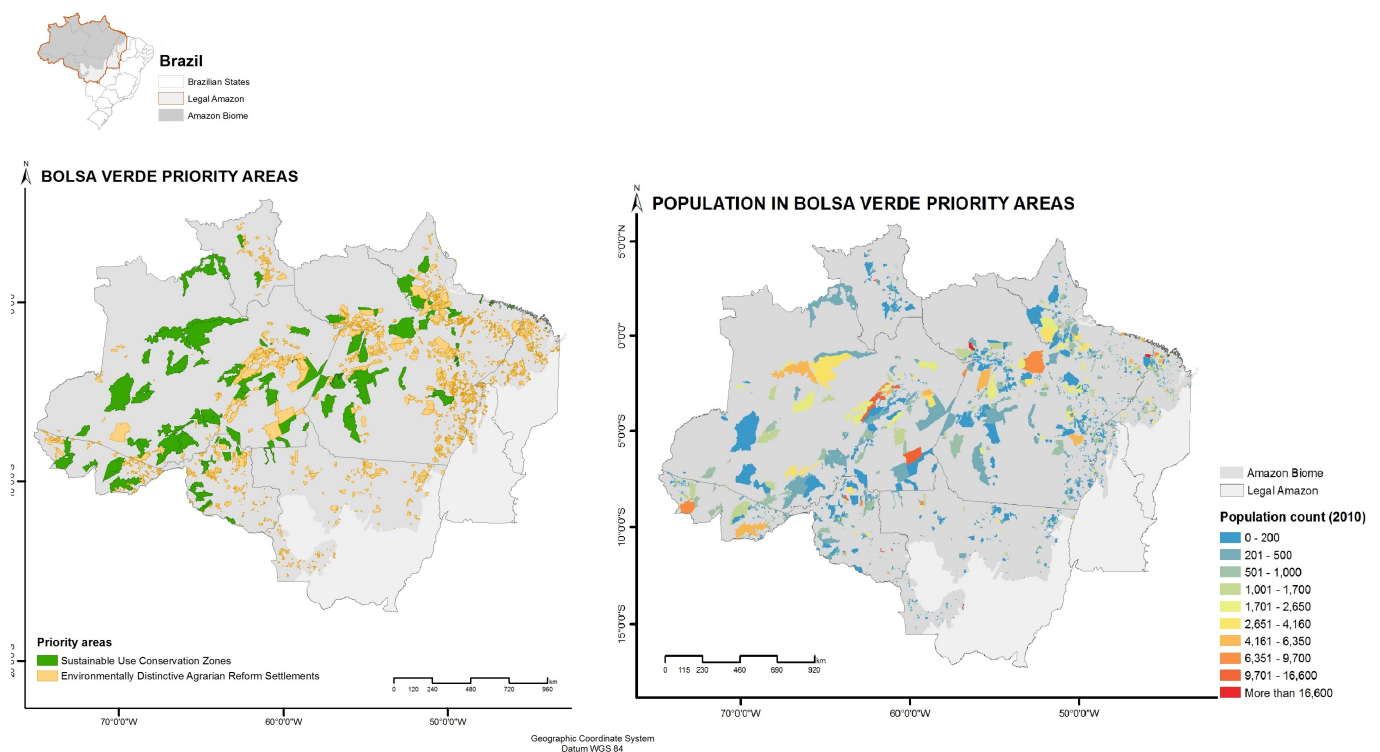 Brazil
Brazilian States
Legal Amazon
Amazon Biome
N
BOLSA VERDE PRIORITY AREAS
Priority areas
Sustainable Use Conservation Zones
Environmentally Distinctive Agrarian Reform Settlements
km
0 120 240 480 720 960
70°0'0"W 60°0'0"W 50°0'0"W
N
POPULATION IN BOLSA VERDE PRIORITY AREAS
5°0'0"N
0°0'0"
5°0'0"S
10°0'0"S
15°0'0"S
km
0 115 230 460 690 920
70°0'0"W 60°0'0"W 50°0'0"W
Amazon Biome
Legal Amazon
Population count (2010)
0 - 200
201 - 500
501 - 1,000
1,001 - 1,700
1,701 - 2,650
2,651 - 4,160
4,161 - 6,350
6,351 - 9,700
9,701 - 16,600
More than 16,600
Geographic Coordinate System
Datum WGS 84